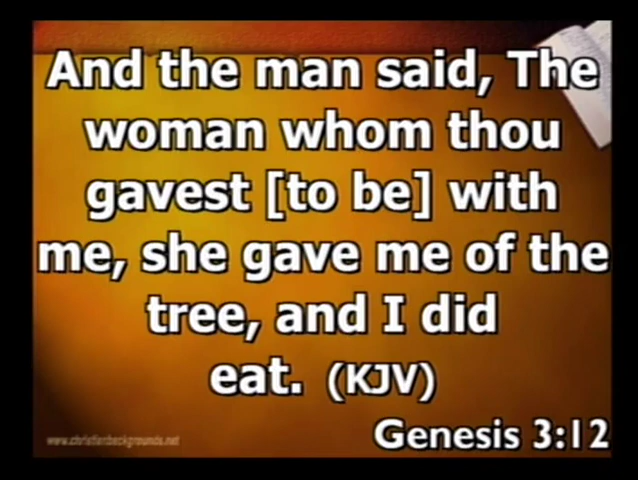 And the man said, The
woman whom thou
gavest [to be] with
me, she gave me of the
tree, and I did
eat. (KJV)
Genesis 3:12
www.christianbackgrounds.net